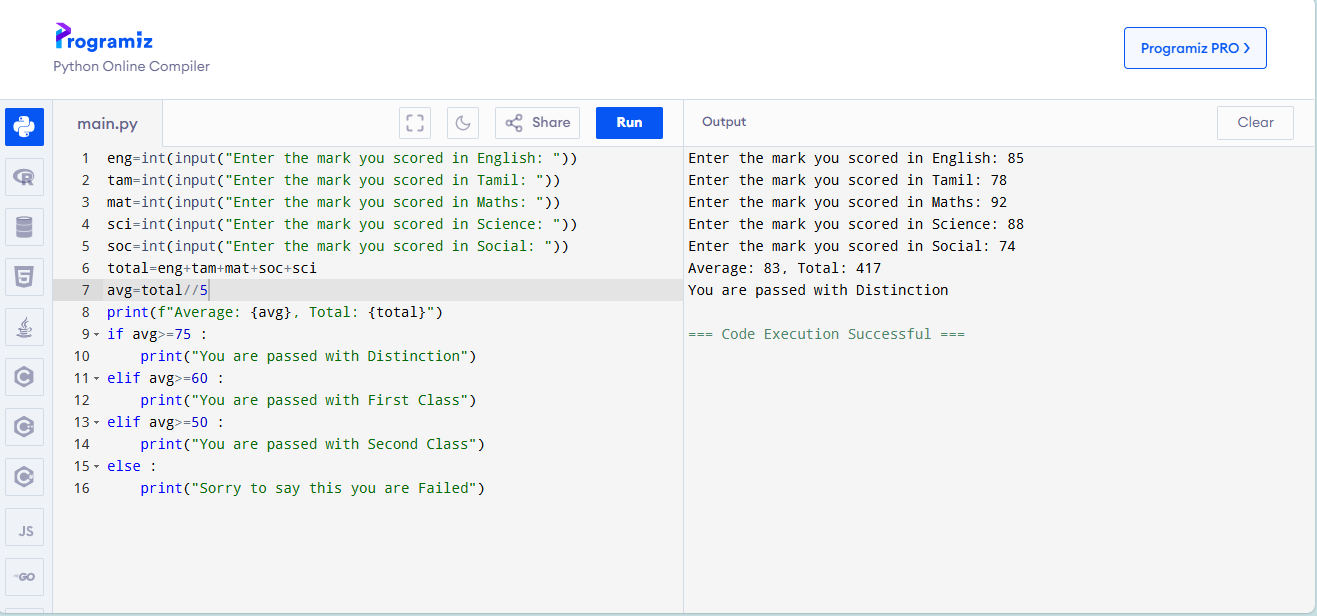 Programiz
Python Online Compiler
Programiz PRO >
main.py
Share
Run
Output
Clear
1 eng=int(input("Enter the mark you scored in English: "))
2 tam=int(input("Enter the mark you scored in Tamil: "))
3 mat=int(input("Enter the mark you scored in Maths: "))
4 sci=int(input("Enter the mark you scored in Science: "))
5 soc=int(input("Enter the mark you scored in Social: "))
6 total=eng+tam+mat+soc+sci
7 avg=total//5
8 print(f"Average: {avg}, Total: {total}")
9 if avg>=75 :
10     print("You are passed with Distinction")
11 elif avg>=60 :
12     print("You are passed with First Class")
13 elif avg>=50 :
14     print("You are passed with Second Class")
15 else :
16     print("Sorry to say this you are Failed")
Enter the mark you scored in English: 85
Enter the mark you scored in Tamil: 78
Enter the mark you scored in Maths: 92
Enter the mark you scored in Science: 88
Enter the mark you scored in Social: 74
Average: 83, Total: 417
You are passed with Distinction
=== Code Execution Successful ===
R
5
C
C
C
JS
GO